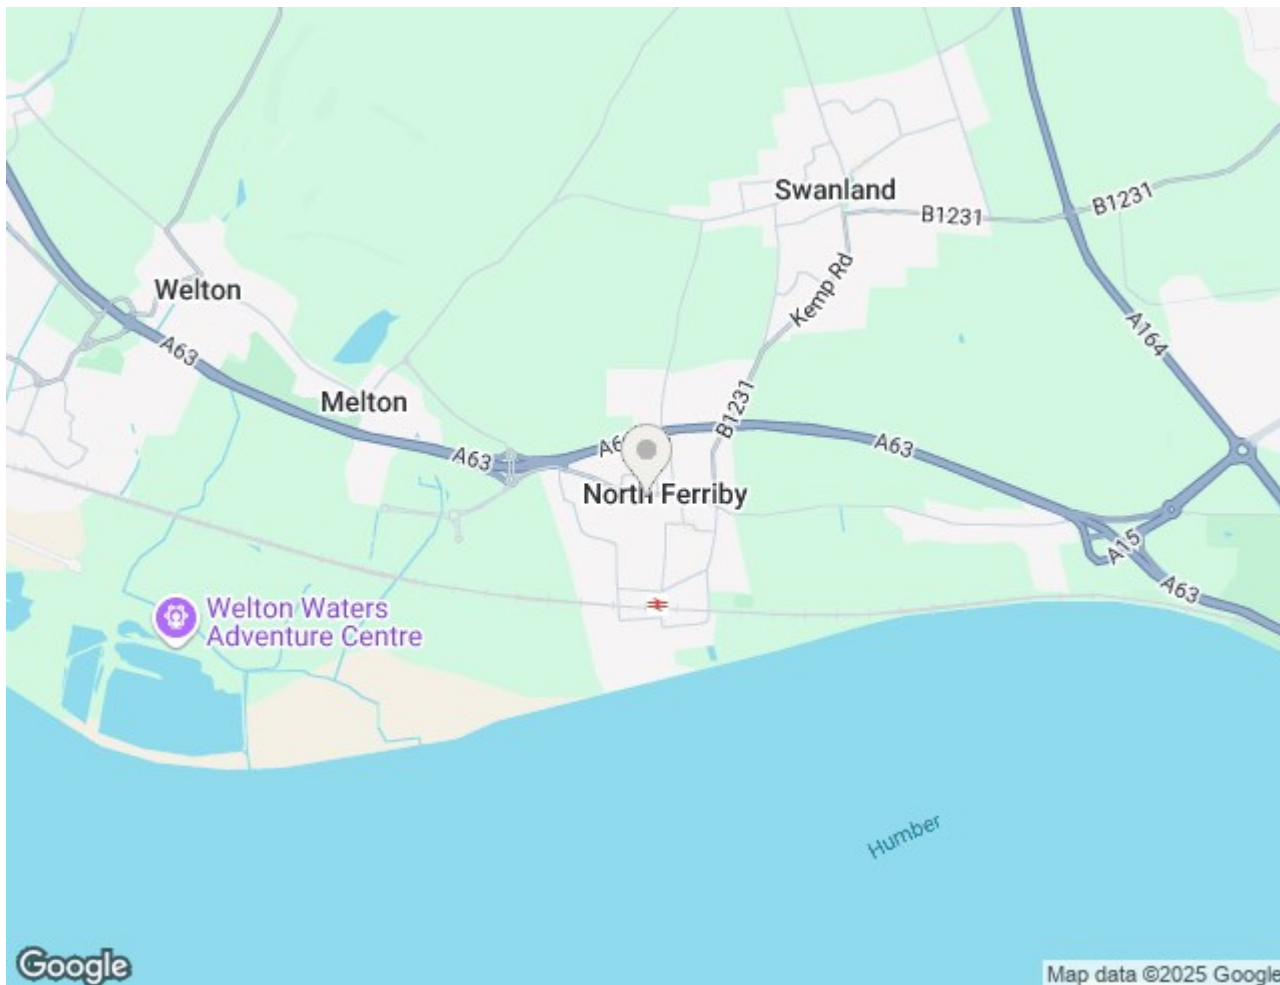 Swanland
B1231
B1231
Welton
Kemp Rd
A63
A164
Melton
B1231
A63
A63
North Ferriby
A15
A63
Welton Waters
Adventure Centre
Humber
Google
Map data ©2025 Google